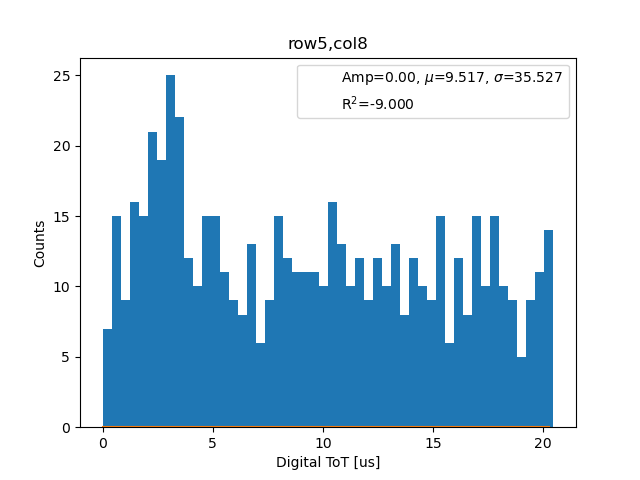 row5,col8
Amp=0.00, μ=9.517, σ=35.527
R²=-9.000
Counts
25
20
15
10
5
0
0 5 10 15 20
Digital ToT [us]